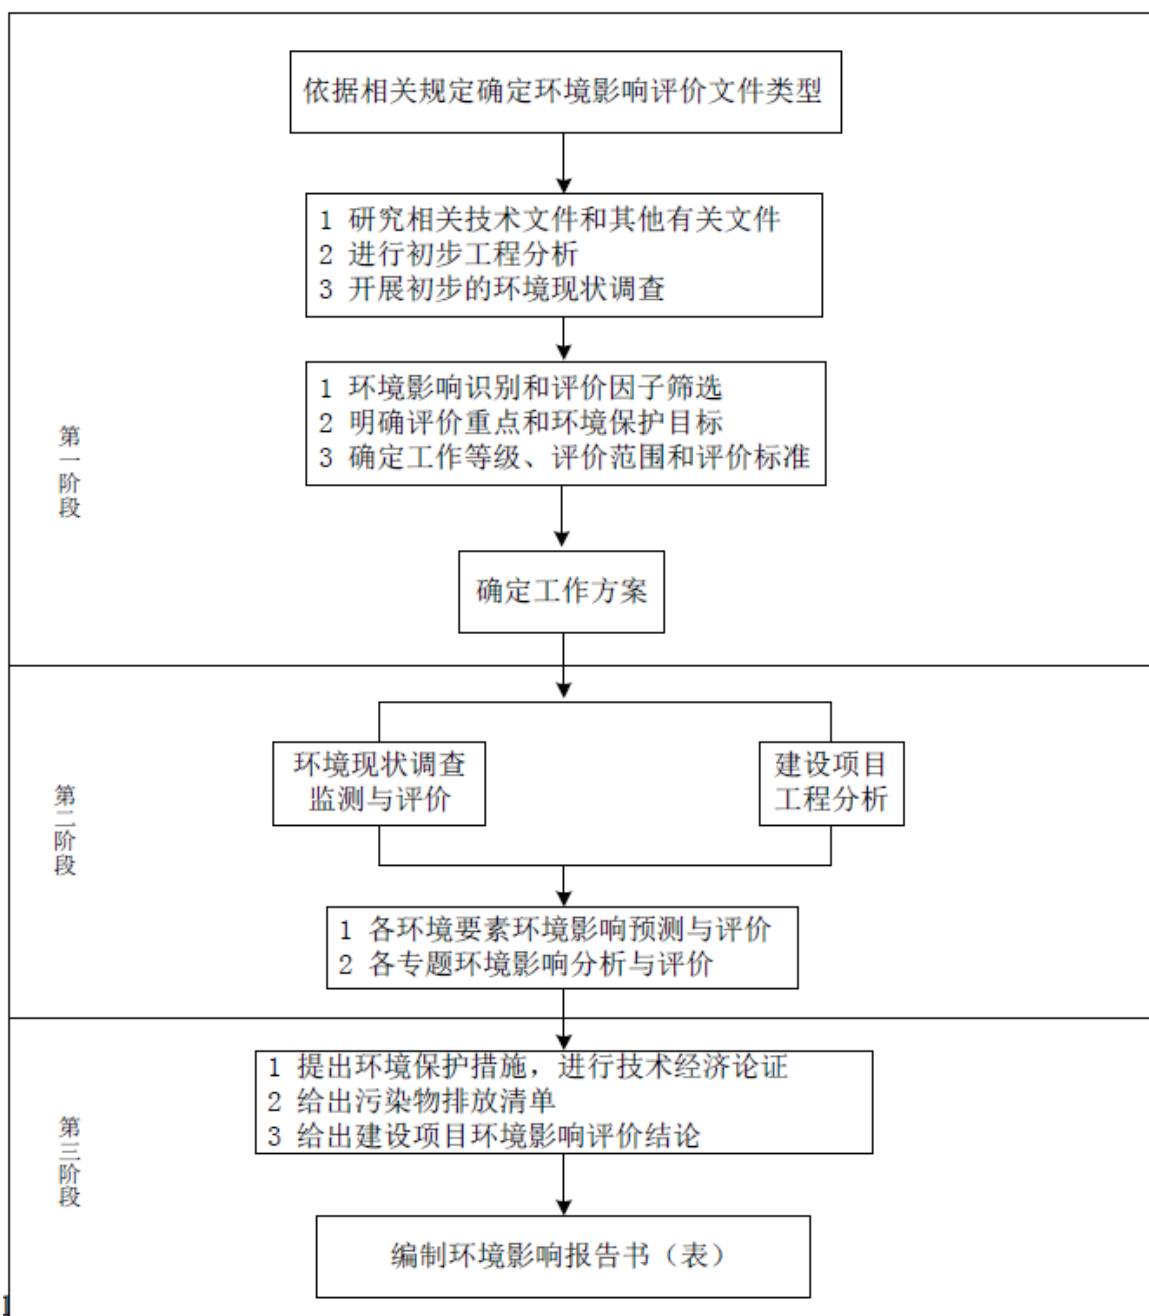 依据相关规定确定环境影响评价文件类型
1 研究相关技术文件和其他有关文件
2 进行初步工程分析
3 开展初步的环境现状调查
1 环境影响识别和评价因子筛选
2 明确评价重点和环境保护目标
3 确定工作等级、评价范围和评价标准
第一阶段
确定工作方案
环境现状调查
监测与评价
建设项目
工程分析
第二阶段
1 各环境要素环境影响预测与评价
2 各专题环境影响分析与评价
1 提出环境保护措施，进行技术经济论证
2 给出污染物排放清单
3 给出建设项目环境影响评价结论
第三阶段
编制环境影响报告书（表）